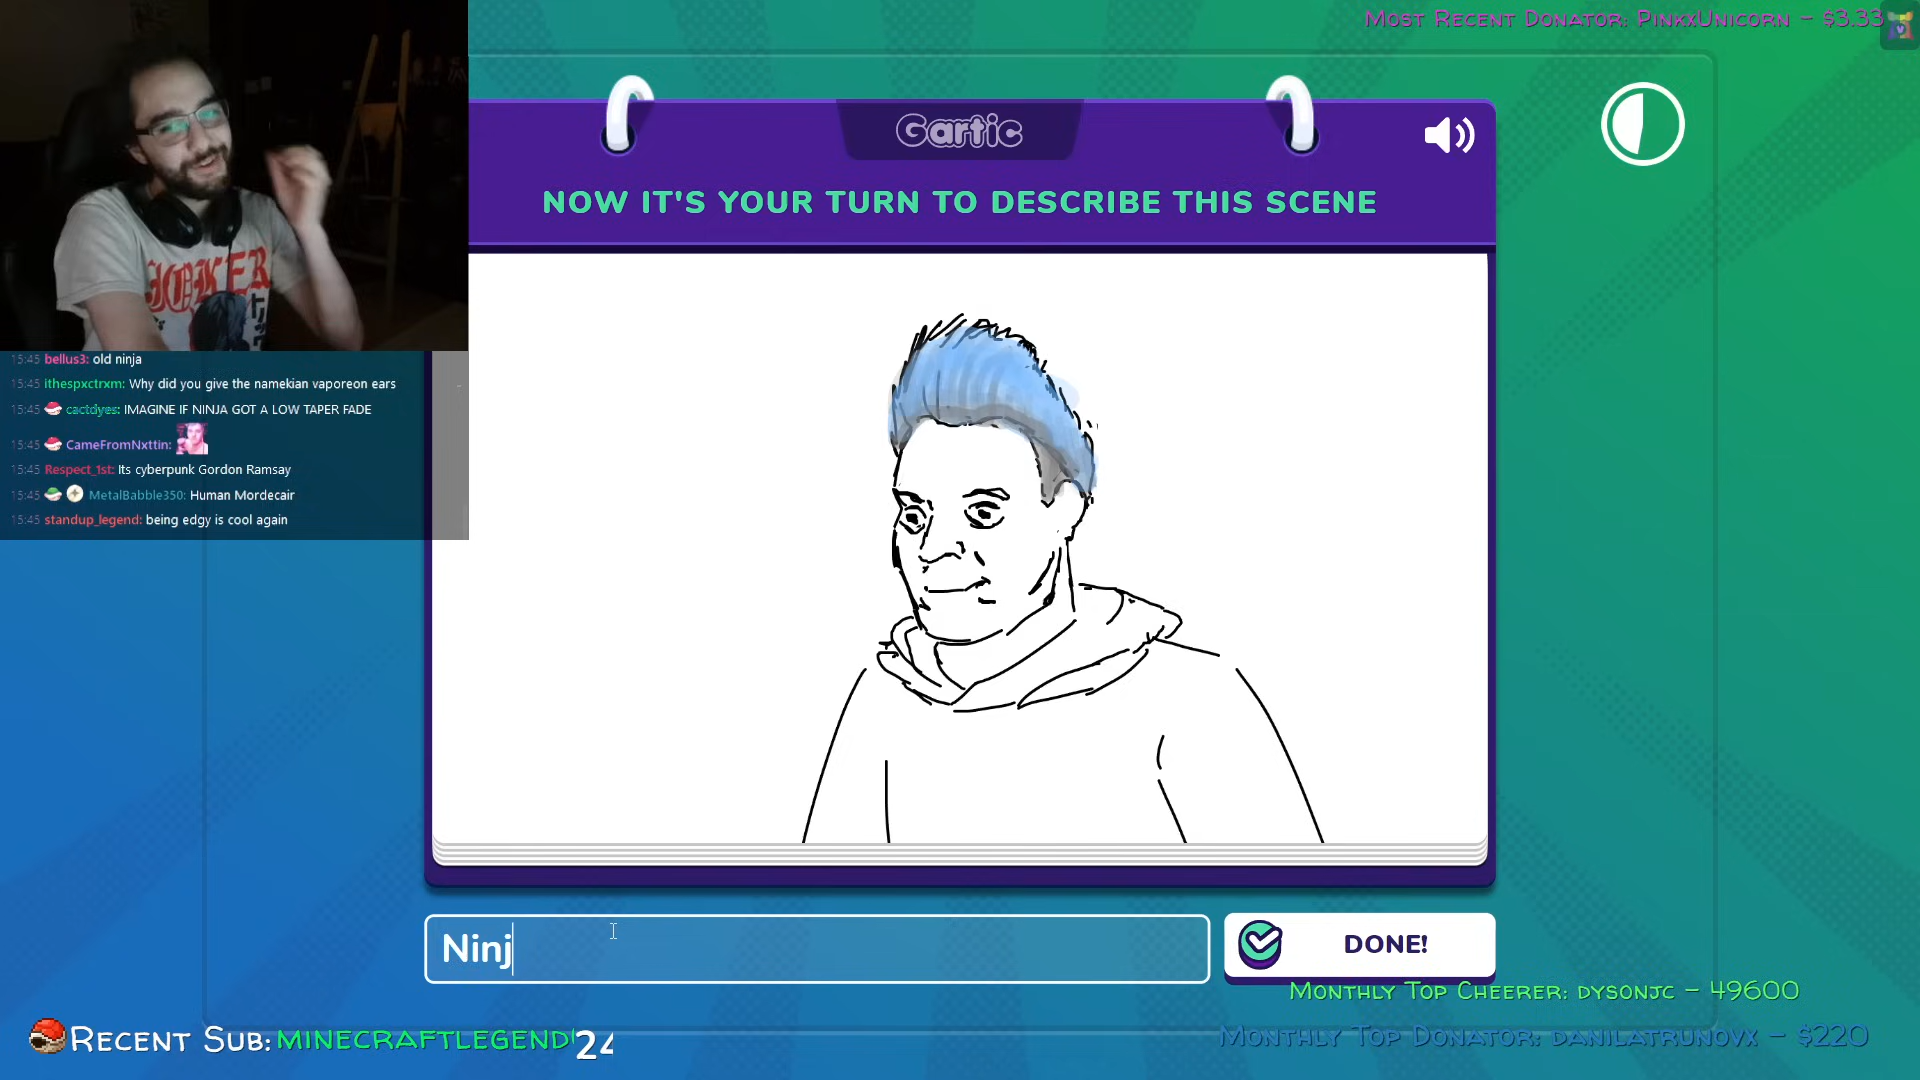 Most Recent Donator: PinkxUnicorn - $3.33
Gartic
NOW IT'S YOUR TURN TO DESCRIBE THIS SCENE
JOKER
15:45 bellus3: old ninja
15:45 ithespxctrxm: Why did you give the namekian vaporeon ears
15:45 cactdyes: IMAGINE IF NINJA GOT A LOW TAPER FADE
15:45 CameFromNxttin:
15:45 Respect_1st: Its cyberpunk Gordon Ramsay
15:45 MetalBabble350: Human Mordecair
15:45 standup_legend: being edgy is cool again
Ninj
DONE!
Monthly Top Cheerer: dysonjc - 49600
Recent Sub: MINECRAFTLEGEND
24
Monthly Top Donator: danilatrunovx - $220